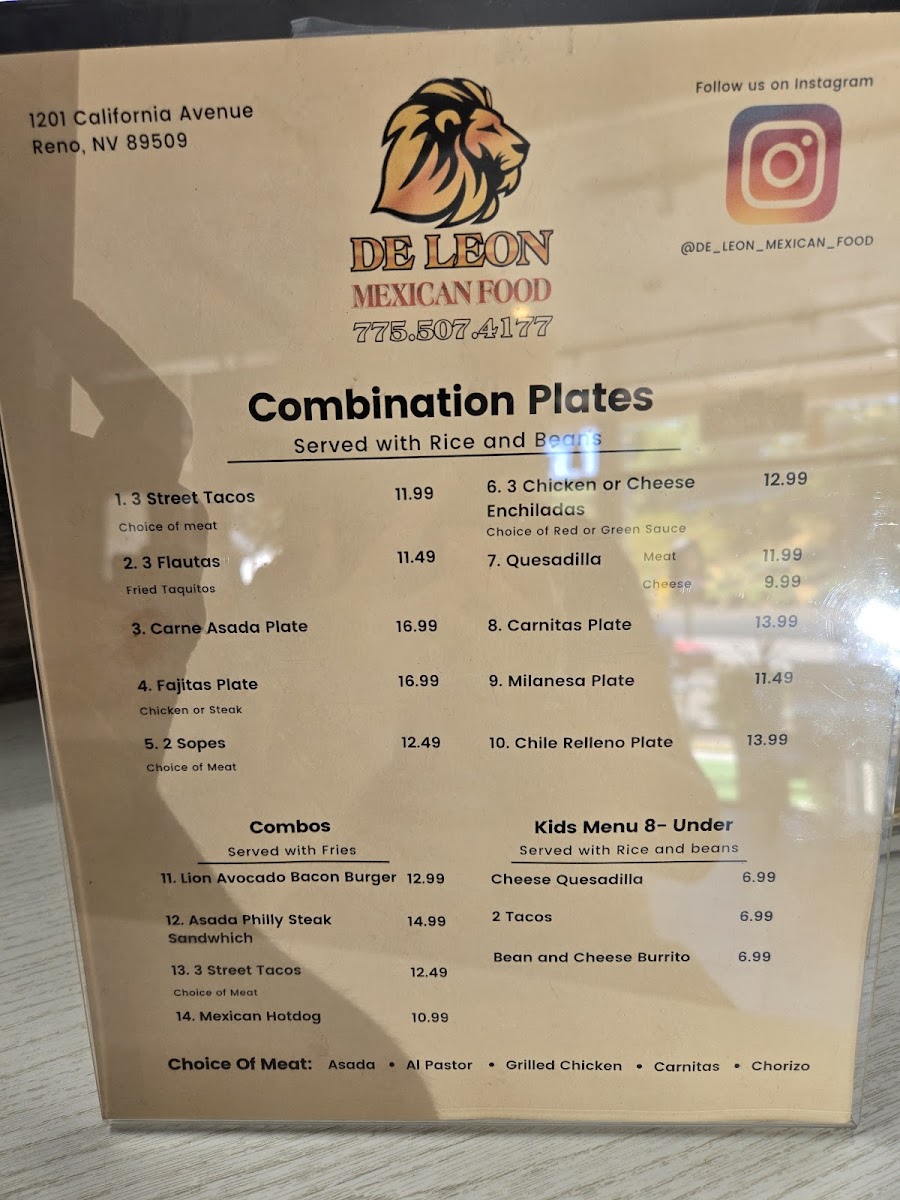 1201 California Avenue
Reno, NV 89509
DE LEON
MEXICAN FOOD
775.507.4177
Follow us on Instagram
@DE_LEON_MEXICAN_FOOD
Combination Plates
Served with Rice and Beans
1. 3 Street Tacos 11.99
Choice of meat
2. 3 Flautas 11.49
Fried Taquitos
3. Carne Asada Plate 16.99
4. Fajitas Plate 16.99
Chicken or Steak
5. 2 Sopes 12.49
Choice of Meat
6. 3 Chicken or Cheese 12.99
Enchiladas
Choice of Red or Green Sauce
7. Quesadilla Meat 11.99
Cheese 9.99
8. Carnitas Plate 13.99
9. Milanesa Plate 11.49
10. Chile Relleno Plate 13.99
Combos
Served with Fries
11. Lion Avocado Bacon Burger 12.99
12. Asada Philly Steak 14.99
Sandwhich
13. 3 Street Tacos 12.49
Choice of Meat
14. Mexican Hotdog 10.99
Kids Menu 8- Under
Served with Rice and beans
Cheese Quesadilla 6.99
2 Tacos 6.99
Bean and Cheese Burrito 6.99
Choice Of Meat: Asada • Al Pastor • Grilled Chicken • Carnitas • Chorizo